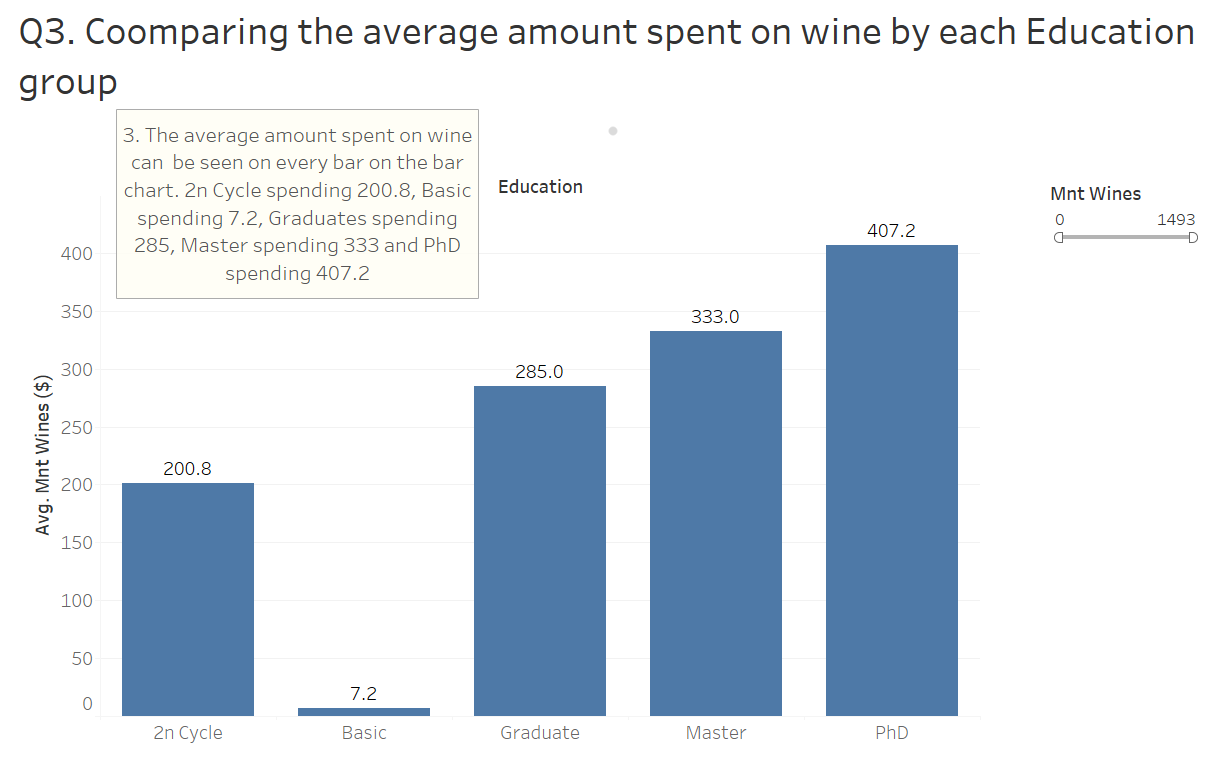 Q3. Coomparing the average amount spent on wine by each Education
group
3. The average amount spent on wine
can  be seen on every bar on the bar
chart. 2n Cycle spending 200.8, Basic
spending 7.2, Graduates spending
285, Master spending 333 and PhD
spending 407.2
Education
Mnt Wines
0 1493
Avg. Mnt Wines ($)
400
350
300
250
200
150
100
50
0
200.8
7.2
285.0
333.0
407.2
2n Cycle
Basic
Graduate
Master
PhD